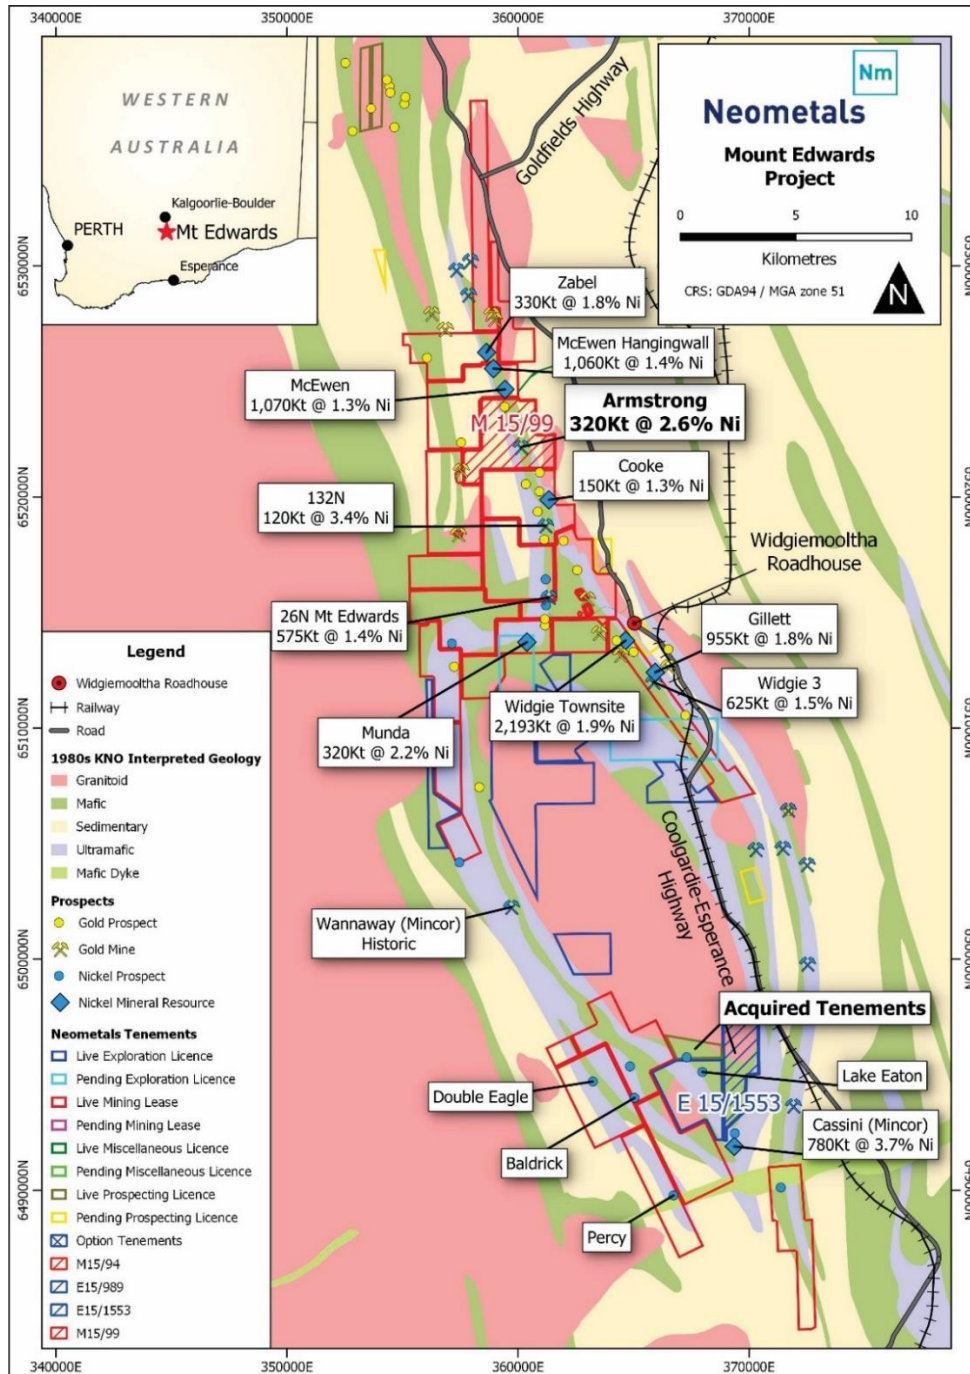 340000E
350000E
360000E
370000E
WESTERN
AUSTRALIA
Kalgoorlie-Boulder
PERTH
Mt Edwards
Esperance
Goldfields Highway
Nm
Neometals
Mount Edwards
Project
0
5
10
Kilometres
CRS: GDA94 / MGA zone 51
N
6530000N
6530000N
Zabel
330Kt @ 1.8% Ni
McEwen Hangingwall
1,060Kt @ 1.4% Ni
McEwen
1,070Kt @ 1.3% Ni
Armstrong
320Kt @ 2.6% Ni
M 15/99
Cooke
150Kt @ 1.3% Ni
6520000N
6520000N
132N
120Kt @ 3.4% Ni
Widgiemooltha
Roadhouse
26N Mt Edwards
575Kt @ 1.4% Ni
Gillett
955Kt @ 1.8% Ni
Widgie 3
625Kt @ 1.5% Ni
Widgie Townsite
2,193Kt @ 1.9% Ni
Munda
320Kt @ 2.2% Ni
6510000N
6510000N
Coolgardie-Esperance
Highway
Wannaway (Mincor)
Historic
6500000N
6500000N
Acquired Tenements
Double Eagle
Lake Eaton
E 15/1553
Cassini (Mincor)
780Kt @ 3.7% Ni
Baldrick
Percy
6490000N
6490000N
Legend
Widgiemooltha Roadhouse
Railway
Road
1980s KNO Interpreted Geology
Granitoid
Mafic
Sedimentary
Ultramafic
Mafic Dyke
Prospects
Gold Prospect
Gold Mine
Nickel Prospect
Nickel Mineral Resource
Neometals Tenements
Live Exploration Licence
Pending Exploration Licence
Live Mining Lease
Pending Mining Lease
Live Miscellaneous Licence
Pending Miscellaneous Licence
Live Prospecting Licence
Pending Prospecting Licence
Option Tenements
M15/94
E15/989
E15/1553
M15/99
340000E
350000E
360000E
370000E